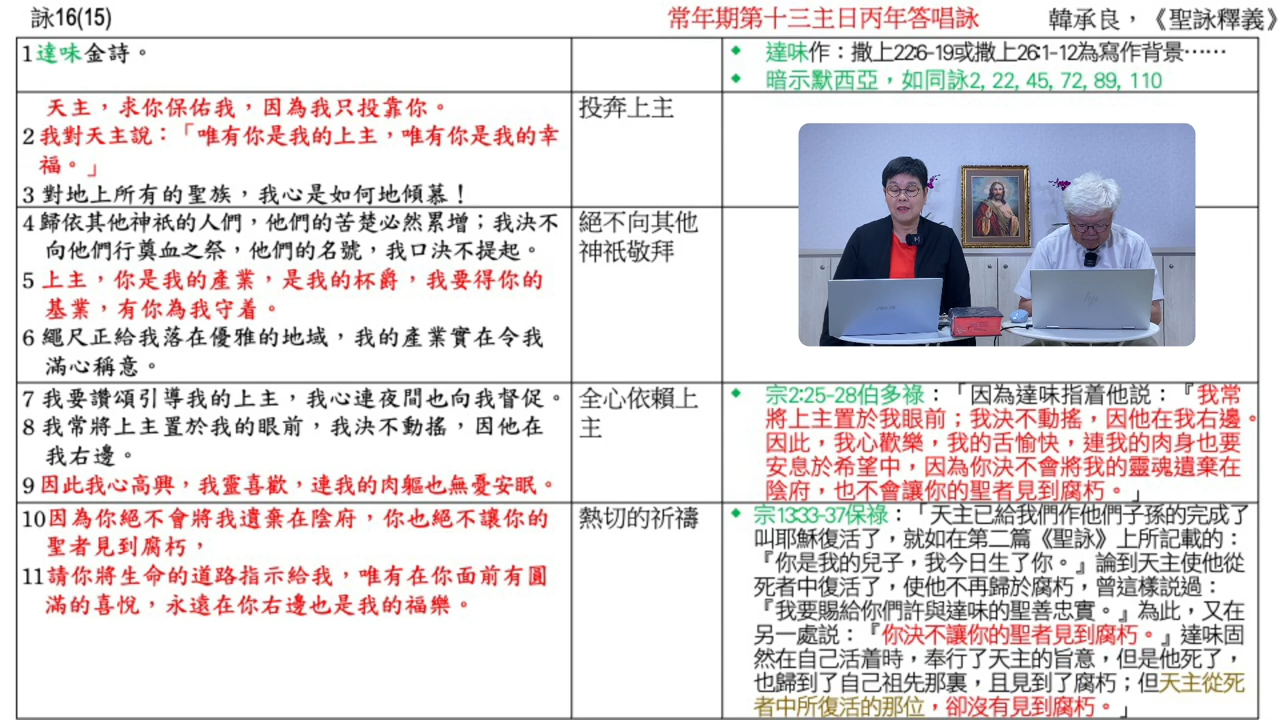 詠16(15)
常年期第十三主日丙年答唱詠
韓承良，《聖詠釋義》
1達味金詩。
達味作：撒上22:6-19或撒上26:1-12為寫作背景……
暗示默西亞，如同詠2, 22, 45, 72, 89, 110
天主，求你保佑我，因為我只投靠你。
2 我對天主說：「唯有你是我的上主，唯有你是我的幸
福。」
3 對地上所有的聖族，我心是如何地傾慕！
投奔上主
4 歸依其他神祇的人們，他們的苦楚必然累增；我決不
向他們行奠血之祭，他們的名號，我口決不提起。
5 上主，你是我的產業，是我的杯爵，我要得你的
基業，有你為我守着。
6 繩尺正給我落在優雅的地域，我的產業實在令我
滿心稱意。
絕不向其他
神祇敬拜
7 我要讚頌引導我的上主，我心連夜間也向我督促。
8 我常將上主置於我的眼前，我決不動搖，因他在
我右邊。
9 因此我心高興，我靈喜歡，連我的肉軀也無憂安眠。
全心依賴上
主
宗2:25-28伯多祿：「因為達味指着他説：『我常
將上主置於我眼前；我決不動搖，因他在我右邊。
因此，我心歡樂，我的舌愉快，連我的肉身也要
安息於希望中，因為你決不會將我的靈魂遺棄在
陰府，也不會讓你的聖者見到腐朽。」
10因為你絕不會將我遺棄在陰府，你也絕不讓你的
聖者見到腐朽，
11請你將生命的道路指示給我，唯有在你面前有圓
滿的喜悅，永遠在你右邊也是我的福樂。
熱切的祈禱
宗13:33-37保祿：「天主已給我們作他們子孫的完成了
叫耶穌復活了，就如在第二篇《聖詠》上所記載的：
『你是我的兒子，我今日生了你。』論到天主使他從
死者中復活了，使他不再歸於腐朽，曾這樣説過：
『我要賜給你們許與達味的聖善忠實。』為此，又在
另一處説：『你決不讓你的聖者見到腐朽。』達味固
然在自己活着時，奉行了天主的旨意，但是他死了，
也歸到了自己祖先那裏，且見到了腐朽；但天主從死
者中所復活的那位，卻沒有見到腐朽。」